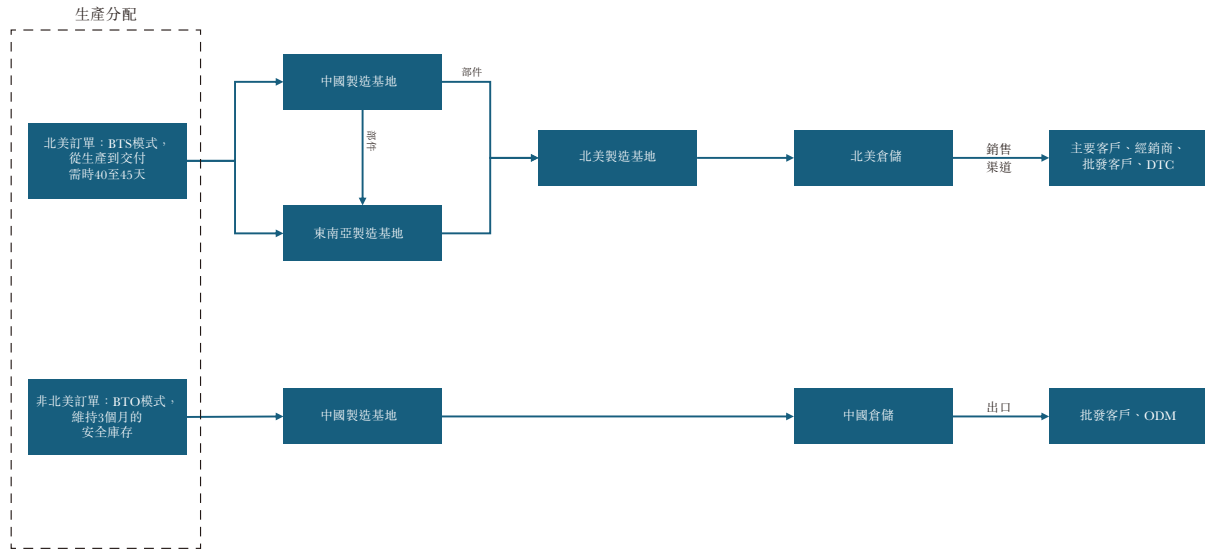 生產分配
北美訂單：BTS模式，
從生產到交付
需時40至45天
中國製造基地
部件
部件
東南亞製造基地
北美製造基地
北美倉儲
銷售
渠道
主要客戶、經銷商、
批發客戶、DTC
非北美訂單：BTO模式，
維持3個月的
安全庫存
中國製造基地
中國倉儲
出口
批發客戶、ODM